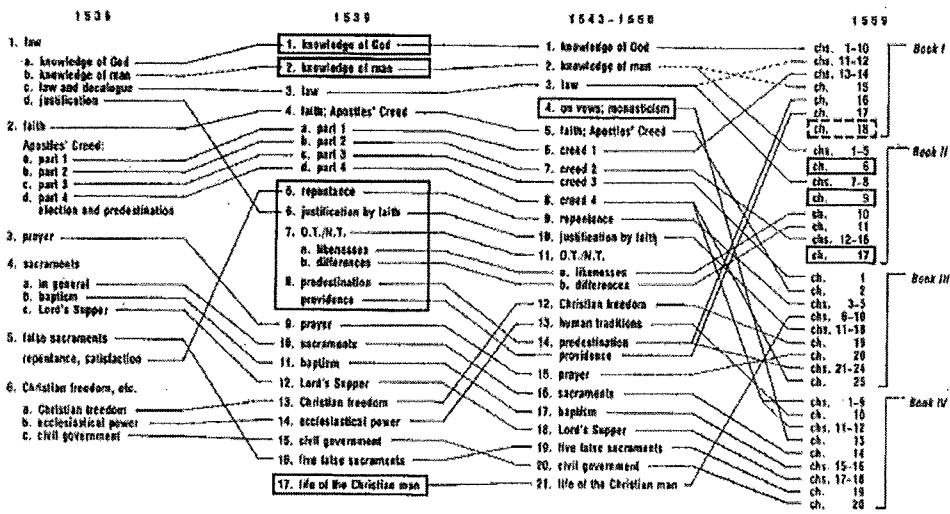 1536
1. law
a. knowledge of God
b. knowledge of man
c. law and decalogue
d. justification
2. faith
Apostles' Creed:
a. part 1
b. part 2
c. part 3
d. part 4
election and predestination
3. prayer
4. sacraments
a. in general
b. baptism
c. Lord's Supper
5. false sacraments
repentance, satisfaction
6. Christian freedom, etc.
a. Christian freedom
b. ecclesiastical power
c. civil government
1539
1. knowledge of God
2. knowledge of man
3. law
4. faith; Apostles' Creed
a. part 1
b. part 2
c. part 3
d. part 4
5. repentance
6. justification by faith
7. O.T./N.T.
a. likenesses
b. differences
8. predestination
providence
9. prayer
10. sacraments
11. baptism
12. Lord's Supper
13. Christian freedom
14. ecclesiastical power
15. civil government
16. five false sacraments
17. life of the Christian man
1543-1550
1. knowledge of God
2. knowledge of man
3. law
4. on vows; monasticism
5. faith; Apostles' Creed
6. creed 1
7. creed 2
creed 3
8. creed 4
9. repentance
10. justification by faith
11. O.T./N.T.
a. likenesses
b. differences
12. Christian freedom
13. human traditions
14. predestination
providence
15. prayer
16. sacraments
17. baptism
18. Lord's Supper
19. five false sacraments
20. civil government
21. life of the Christian man
1559
chs. 1-10
chs. 11-12
chs. 13-14
ch. 15
ch. 16
ch. 17
ch. 18
Book I
chs. 1-5
ch. 6
chs. 7-8
ch. 9
ch. 10
ch. 11
chs. 12-16
ch. 17
Book II
ch. 1
ch. 2
chs. 3-5
chs. 6-10
chs. 11-18
ch. 19
ch. 20
chs. 21-24
ch. 25
Book III
chs. 1-9
ch. 10
chs. 11-12
ch. 13
ch. 14
chs. 15-16
chs. 17-18
ch. 19
ch. 20
Book IV